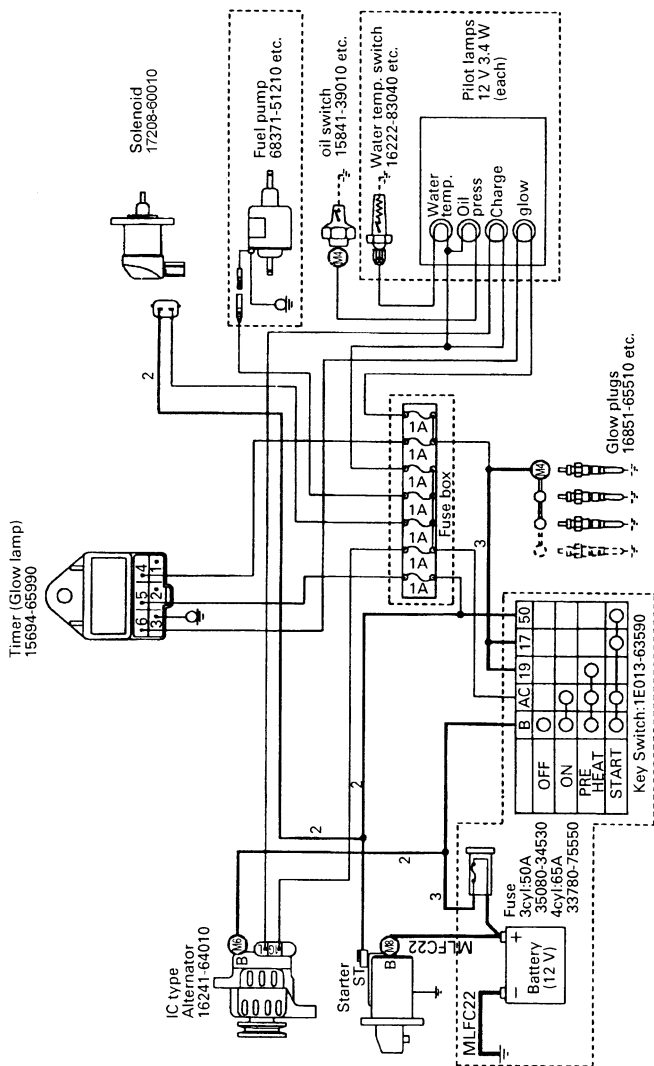 Solenoid
17208-60010
2
Fuel pump
68371-51210 etc.
oil switch
15841-39010 etc.
M4
Water temp. switch
16222-83040 etc.
Pilot lamps
12 V 3.4 W
(each)
Water
temp.
Oil
press
Charge
glow
Timer (Glow lamp)
15694-65990
4
5
6
1
2
3
1A
1A
1A
1A
1A
1A
1A
Fuse box
3
M4
Glow plugs
16851-65510 etc.
IC type
Alternator
16241-64010
M6
B
2
2
2
3
Starter
ST
M8
B
MLFC22
MLFC22
Fuse
3cyl:50A
35080-34530
4cyl:65A
33780-75550
+
−
Battery
(12 V)
B
AC
19
17
50
OFF
ON
PRE
HEAT
START
Key Switch:1E013-63590